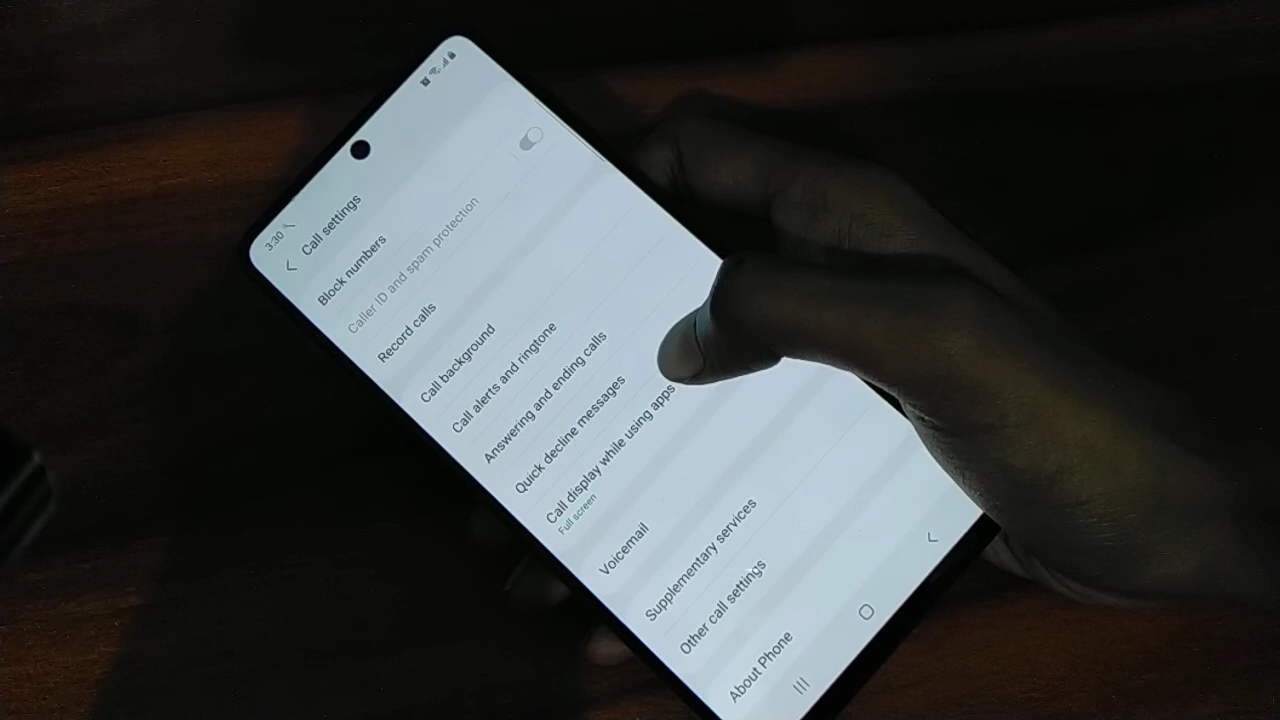 3:30
Call settings
Block numbers
Caller ID and spam protection
Record calls
Call background
Call alerts and ringtone
Answering and ending calls
Quick decline messages
Call display while using apps
Full screen
Voicemail
Supplementary services
Other call settings
About Phone